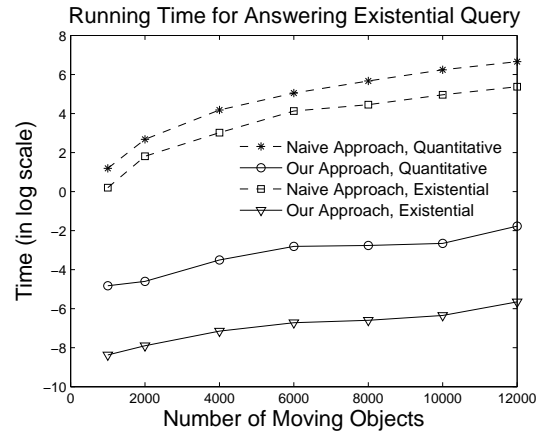 Running Time for Answering Existential Query
8
6
4
2
0
−2
−4
−6
−8
−10
Time (in log scale)
Naive Approach, Quantitative
Our Approach, Quantitative
Naive Approach, Existential
Our Approach, Existential
0 2000 4000 6000 8000 10000 12000
Number of Moving Objects